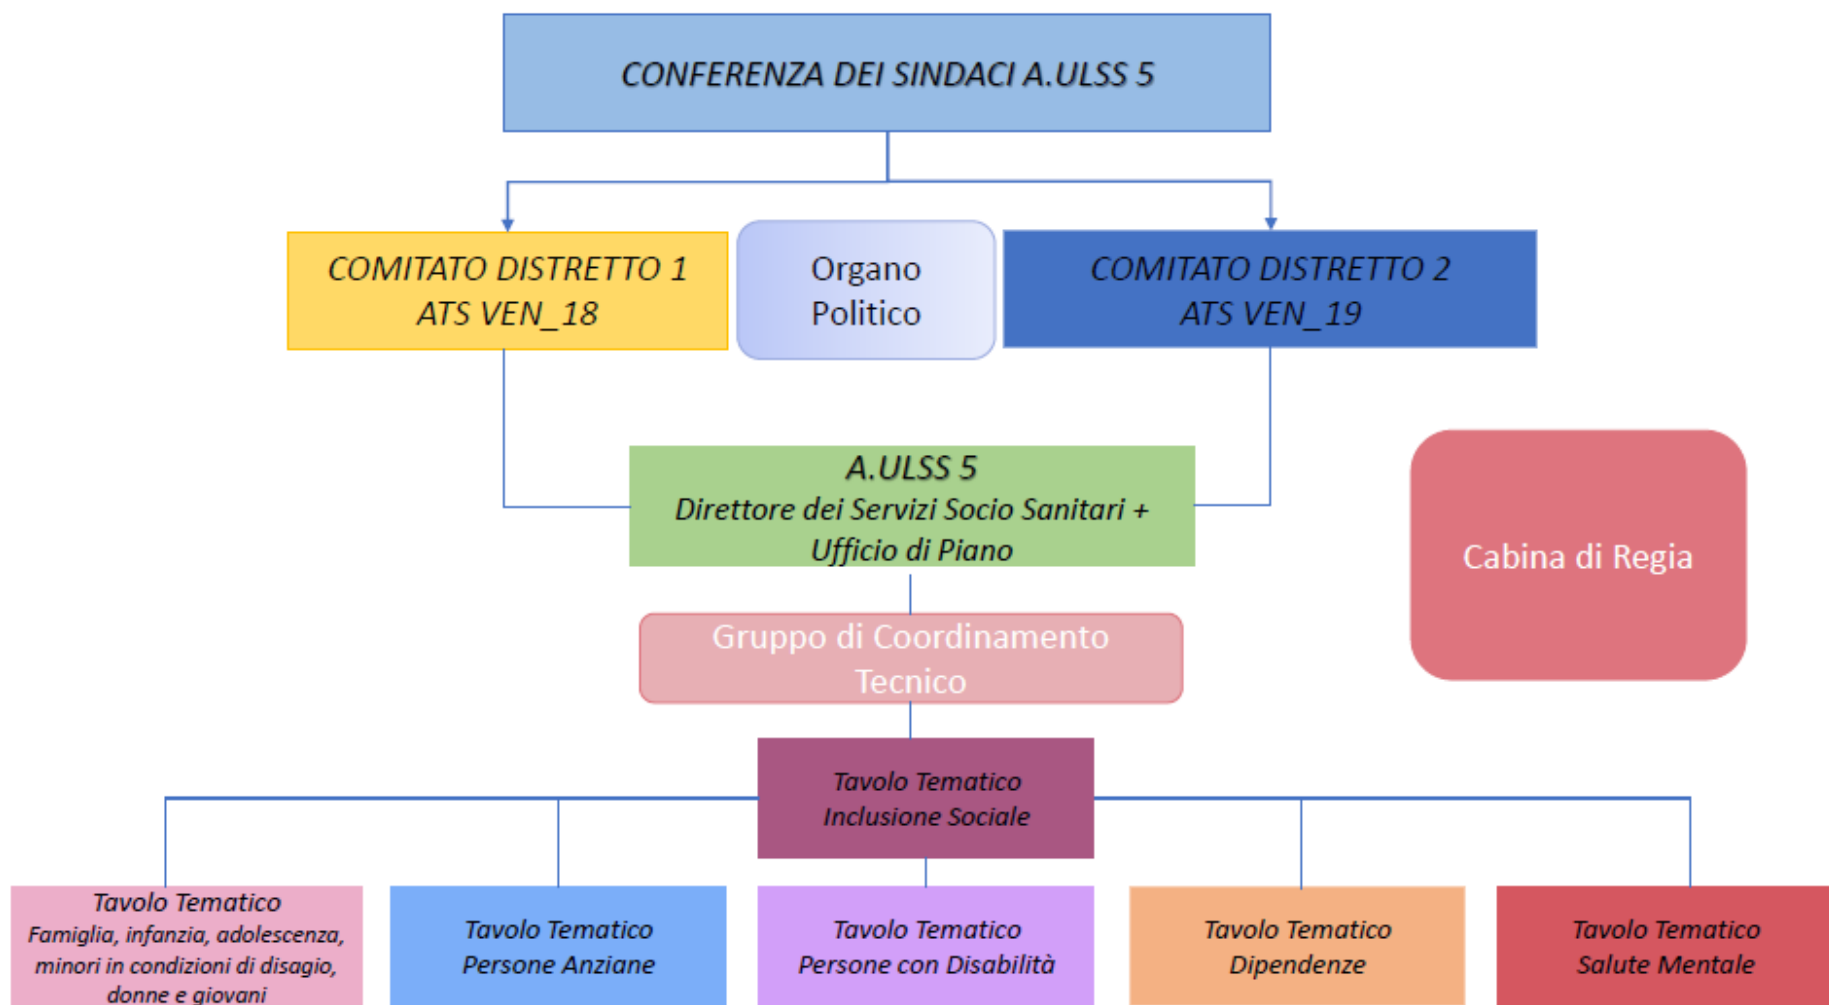 CONFERENZA DEI SINDACI A.ULSS 5
COMITATO DISTRETTO 1
ATS VEN_18
Organo
Politico
COMITATO DISTRETTO 2
ATS VEN_19
A.ULSS 5
Direttore dei Servizi Socio Sanitari +
Ufficio di Piano
Cabina di Regia
Gruppo di Coordinamento
Tecnico
Tavolo Tematico
Inclusione Sociale
Tavolo Tematico
Famiglia, infanzia, adolescenza,
minori in condizioni di disagio,
donne e giovani
Tavolo Tematico
Persone Anziane
Tavolo Tematico
Persone con Disabilità
Tavolo Tematico
Dipendenze
Tavolo Tematico
Salute Mentale